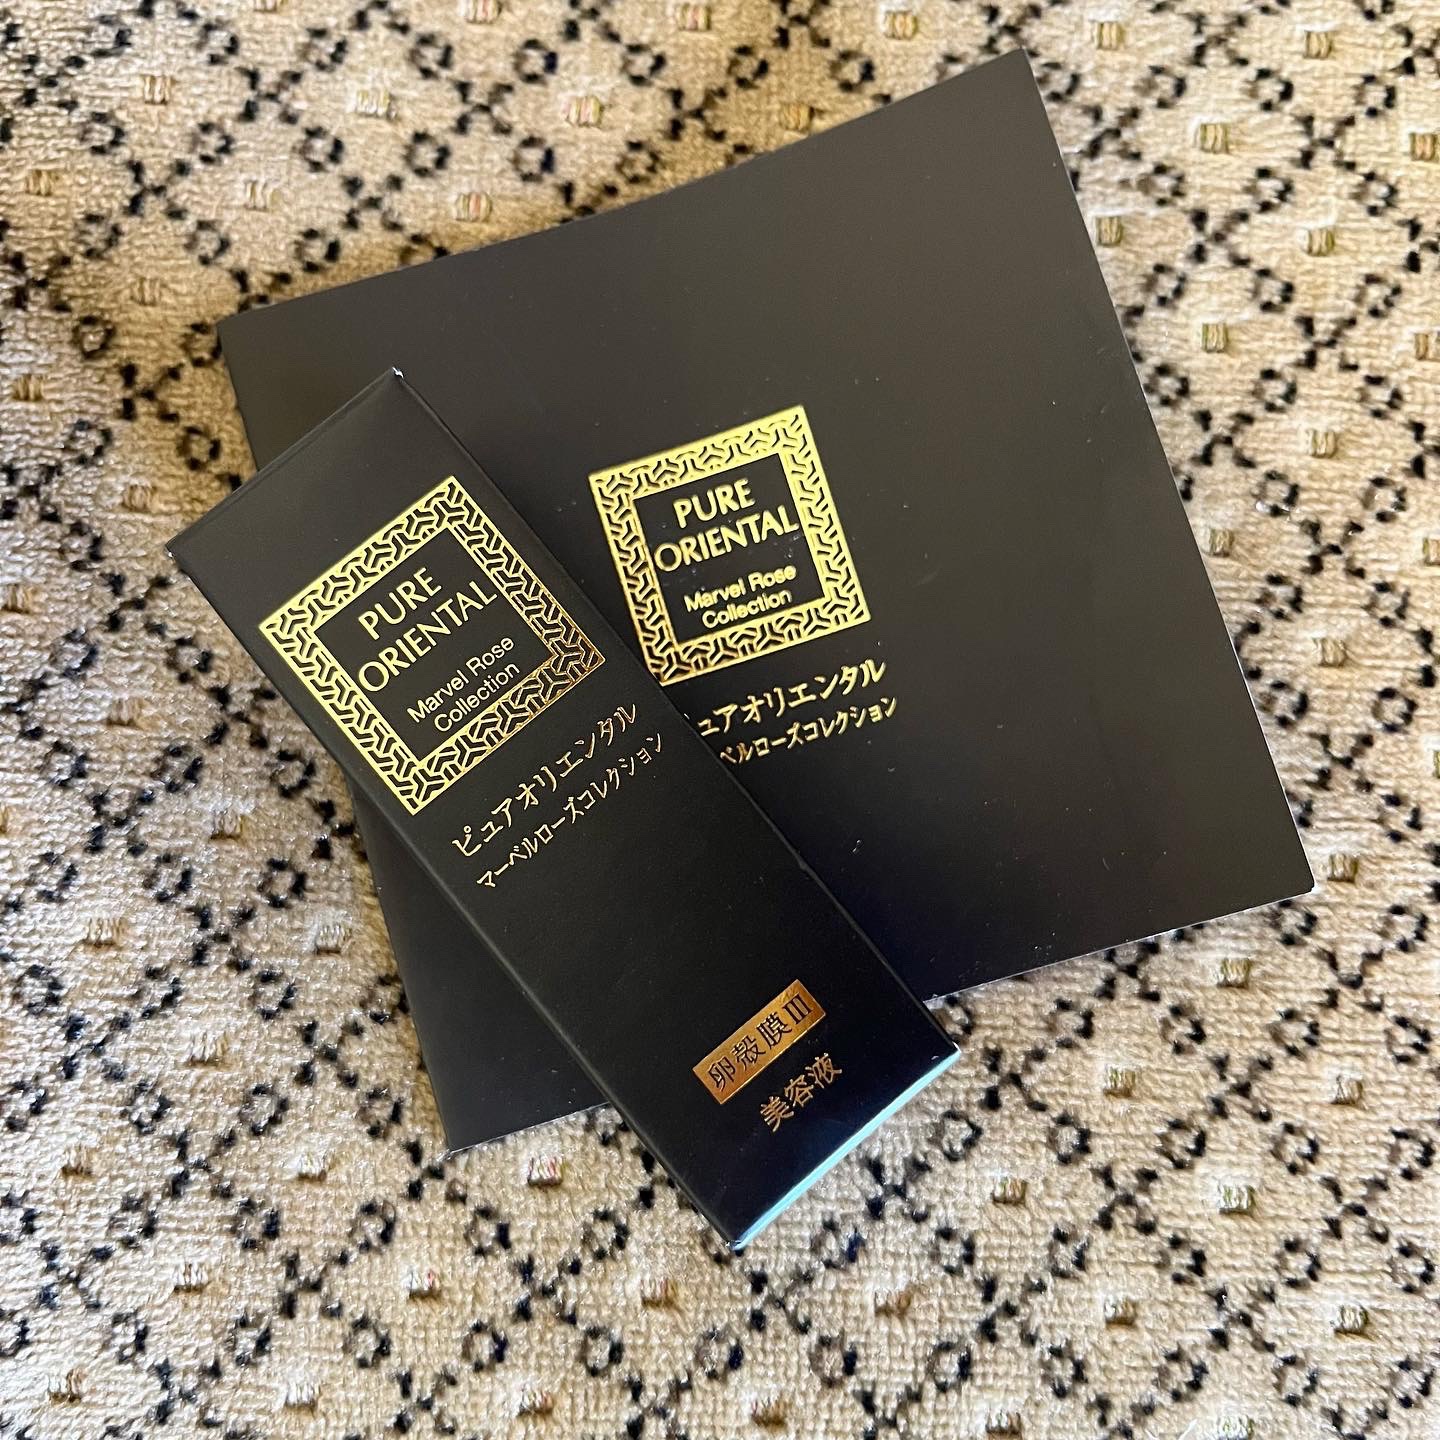 PURE
ORIENTAL
Marvel Rose
Collection
ピュアオリエンタル
マーベルローズコレクション
卵殻膜III
美容液
PURE
ORIENTAL
Marvel Rose
Collection
ュアオリエンタル
ベルローズコレクション